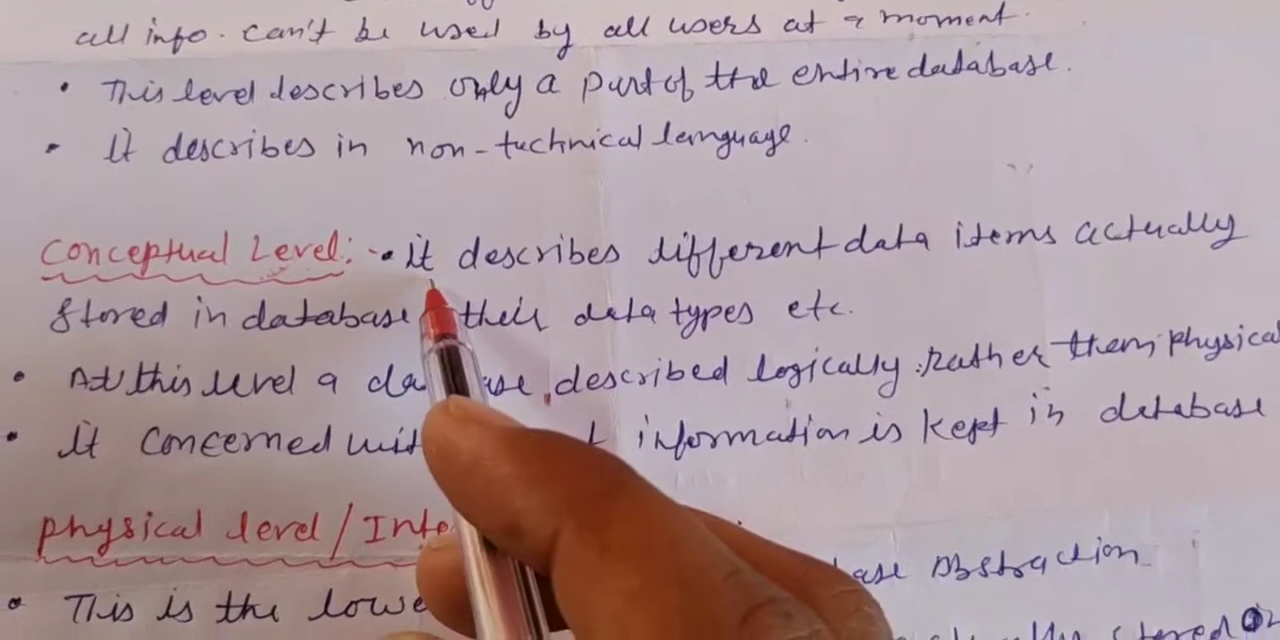 all info. can't be used by all users at a moment.
• This level describes only a part of the entire database.
• It describes in non-technical language.
Conceptual Level:- • it describes different data items actually
stored in database their data types etc.
• At this level a described logically rather them physical
• it concerned information is kept in database
Physical level/
Abstraction
• This is the